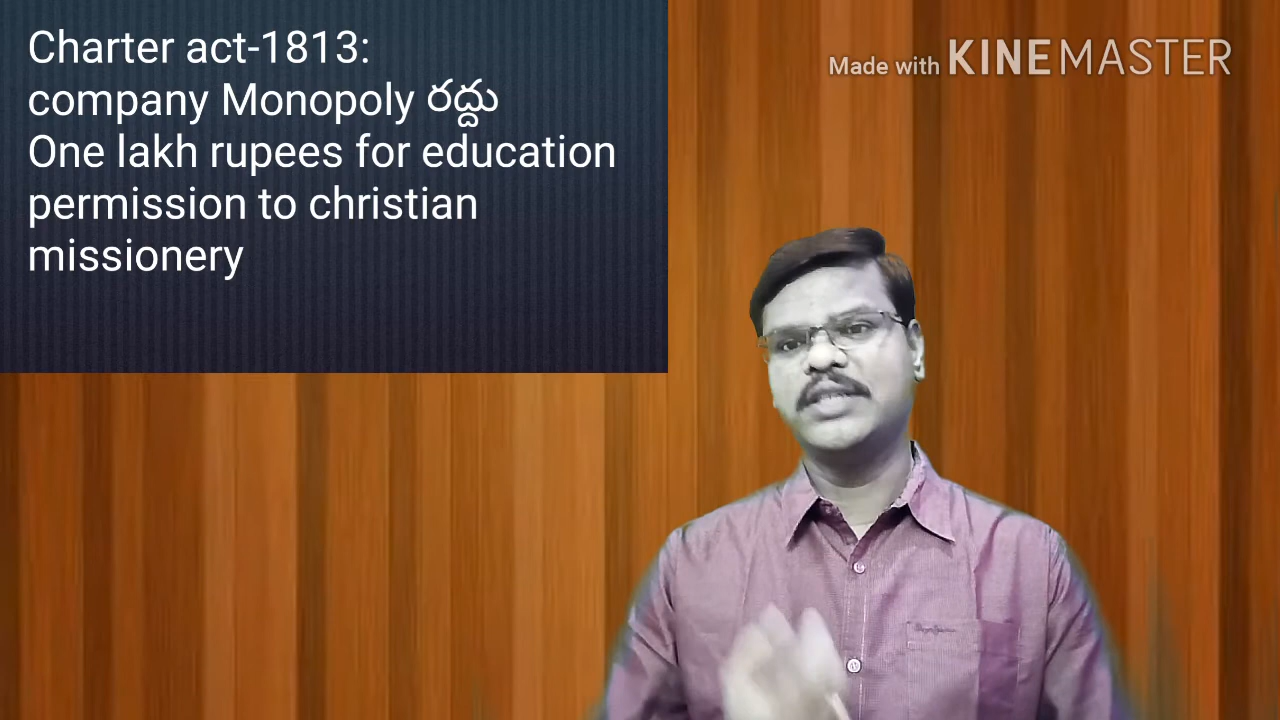 Charter act-1813:
company Monopoly రద్దు
One lakh rupees for education
permission to christian
missionery
Made with KINEMASTER